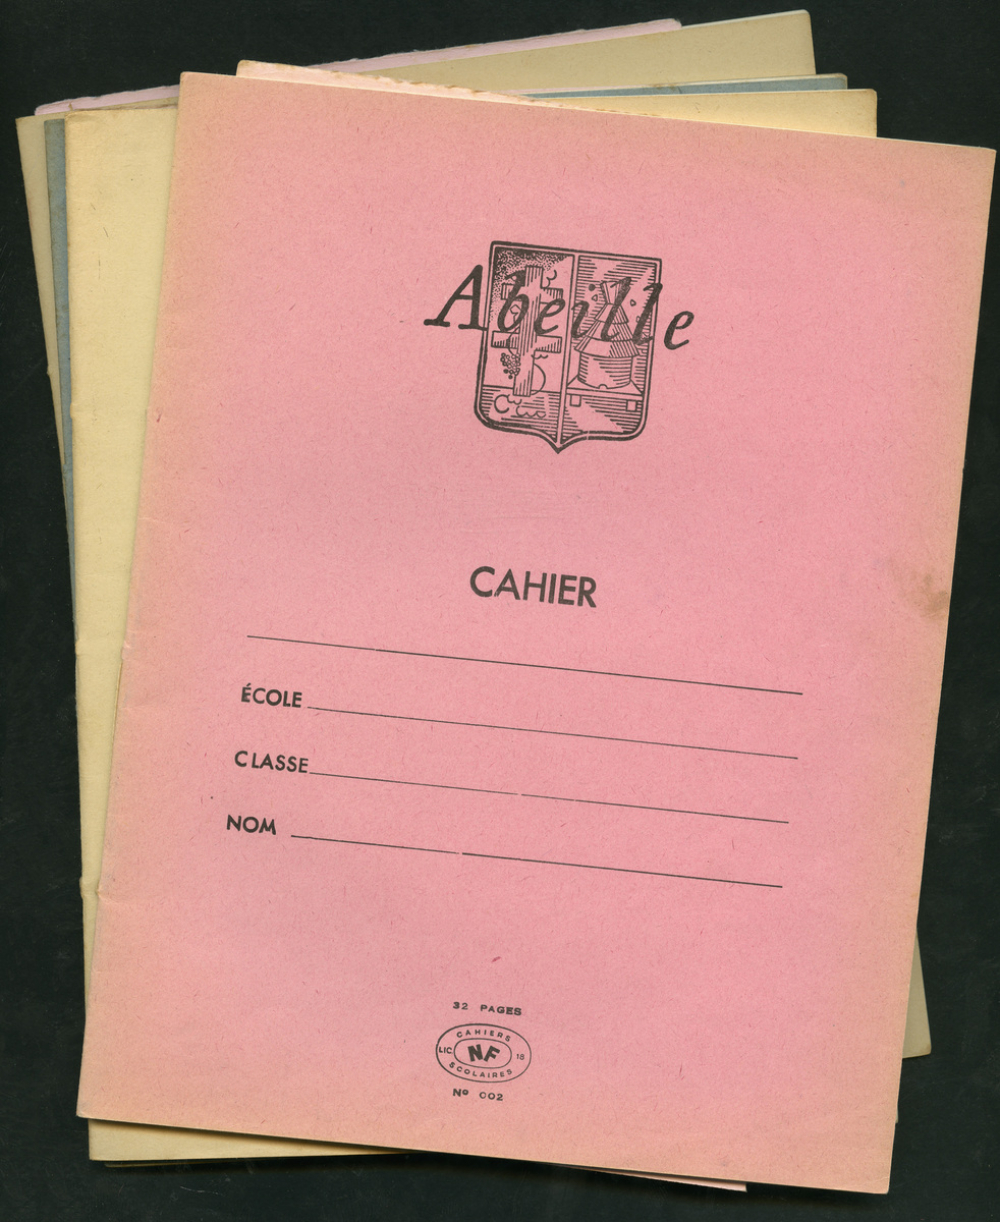 Abeille
CAHIER
ÉCOLE
CLASSE
NOM
32 PAGES
CAHIERS
LIC NF 18
SCOLAIRES
Nº 002